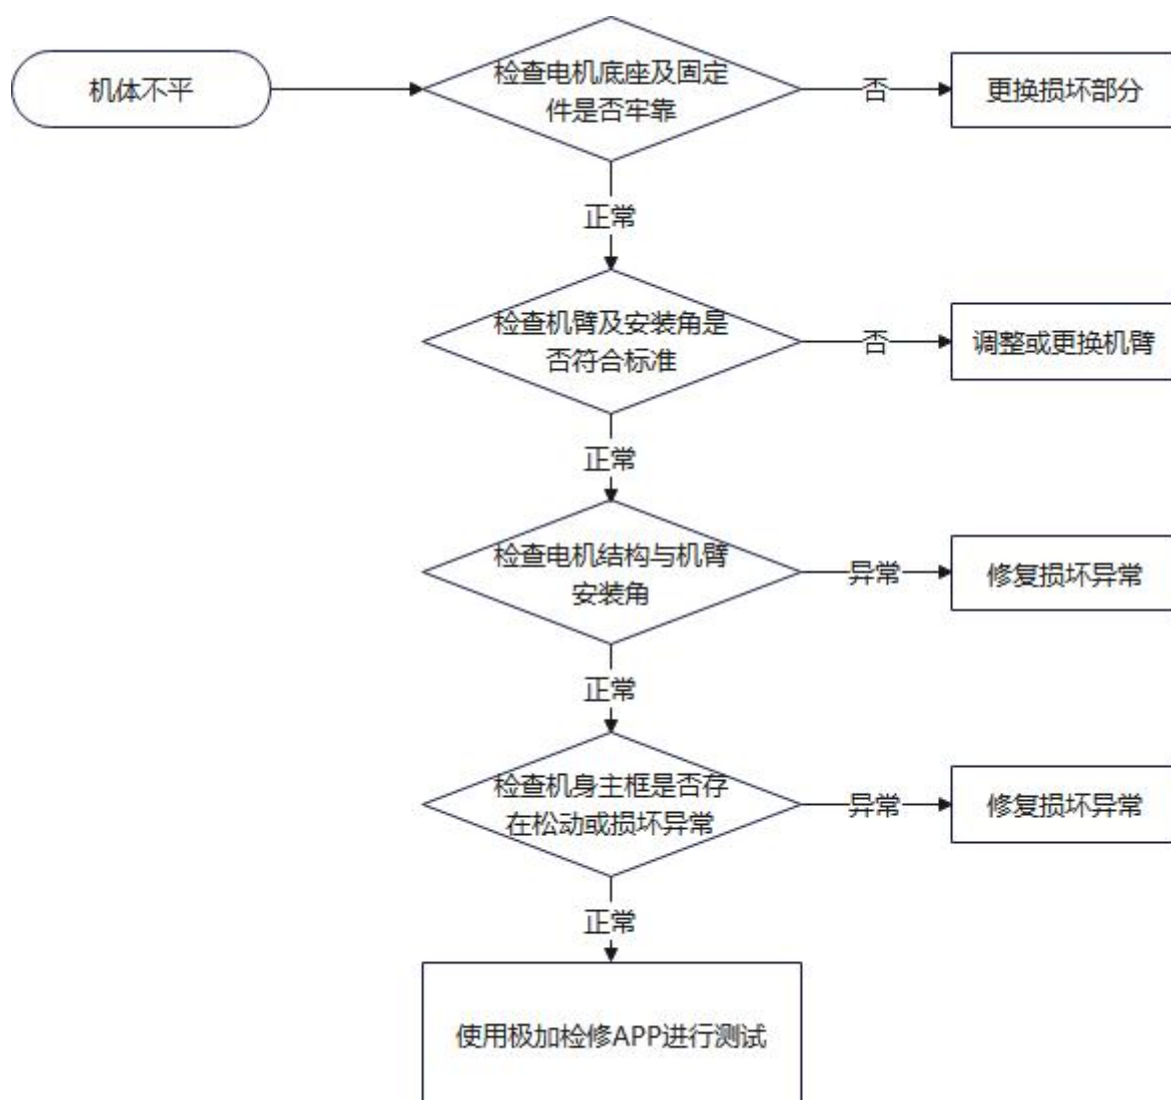 机体不平
检查电机底座及固定
件是否牢靠
否
更换损坏部分
正常
检查机臂及安装角是
否符合标准
否
调整或更换机臂
正常
检查电机结构与机臂
安装角
异常
修复损坏异常
正常
检查机身主框是否存
在松动或损坏异常
异常
修复损坏异常
正常
使用极加检修APP进行测试